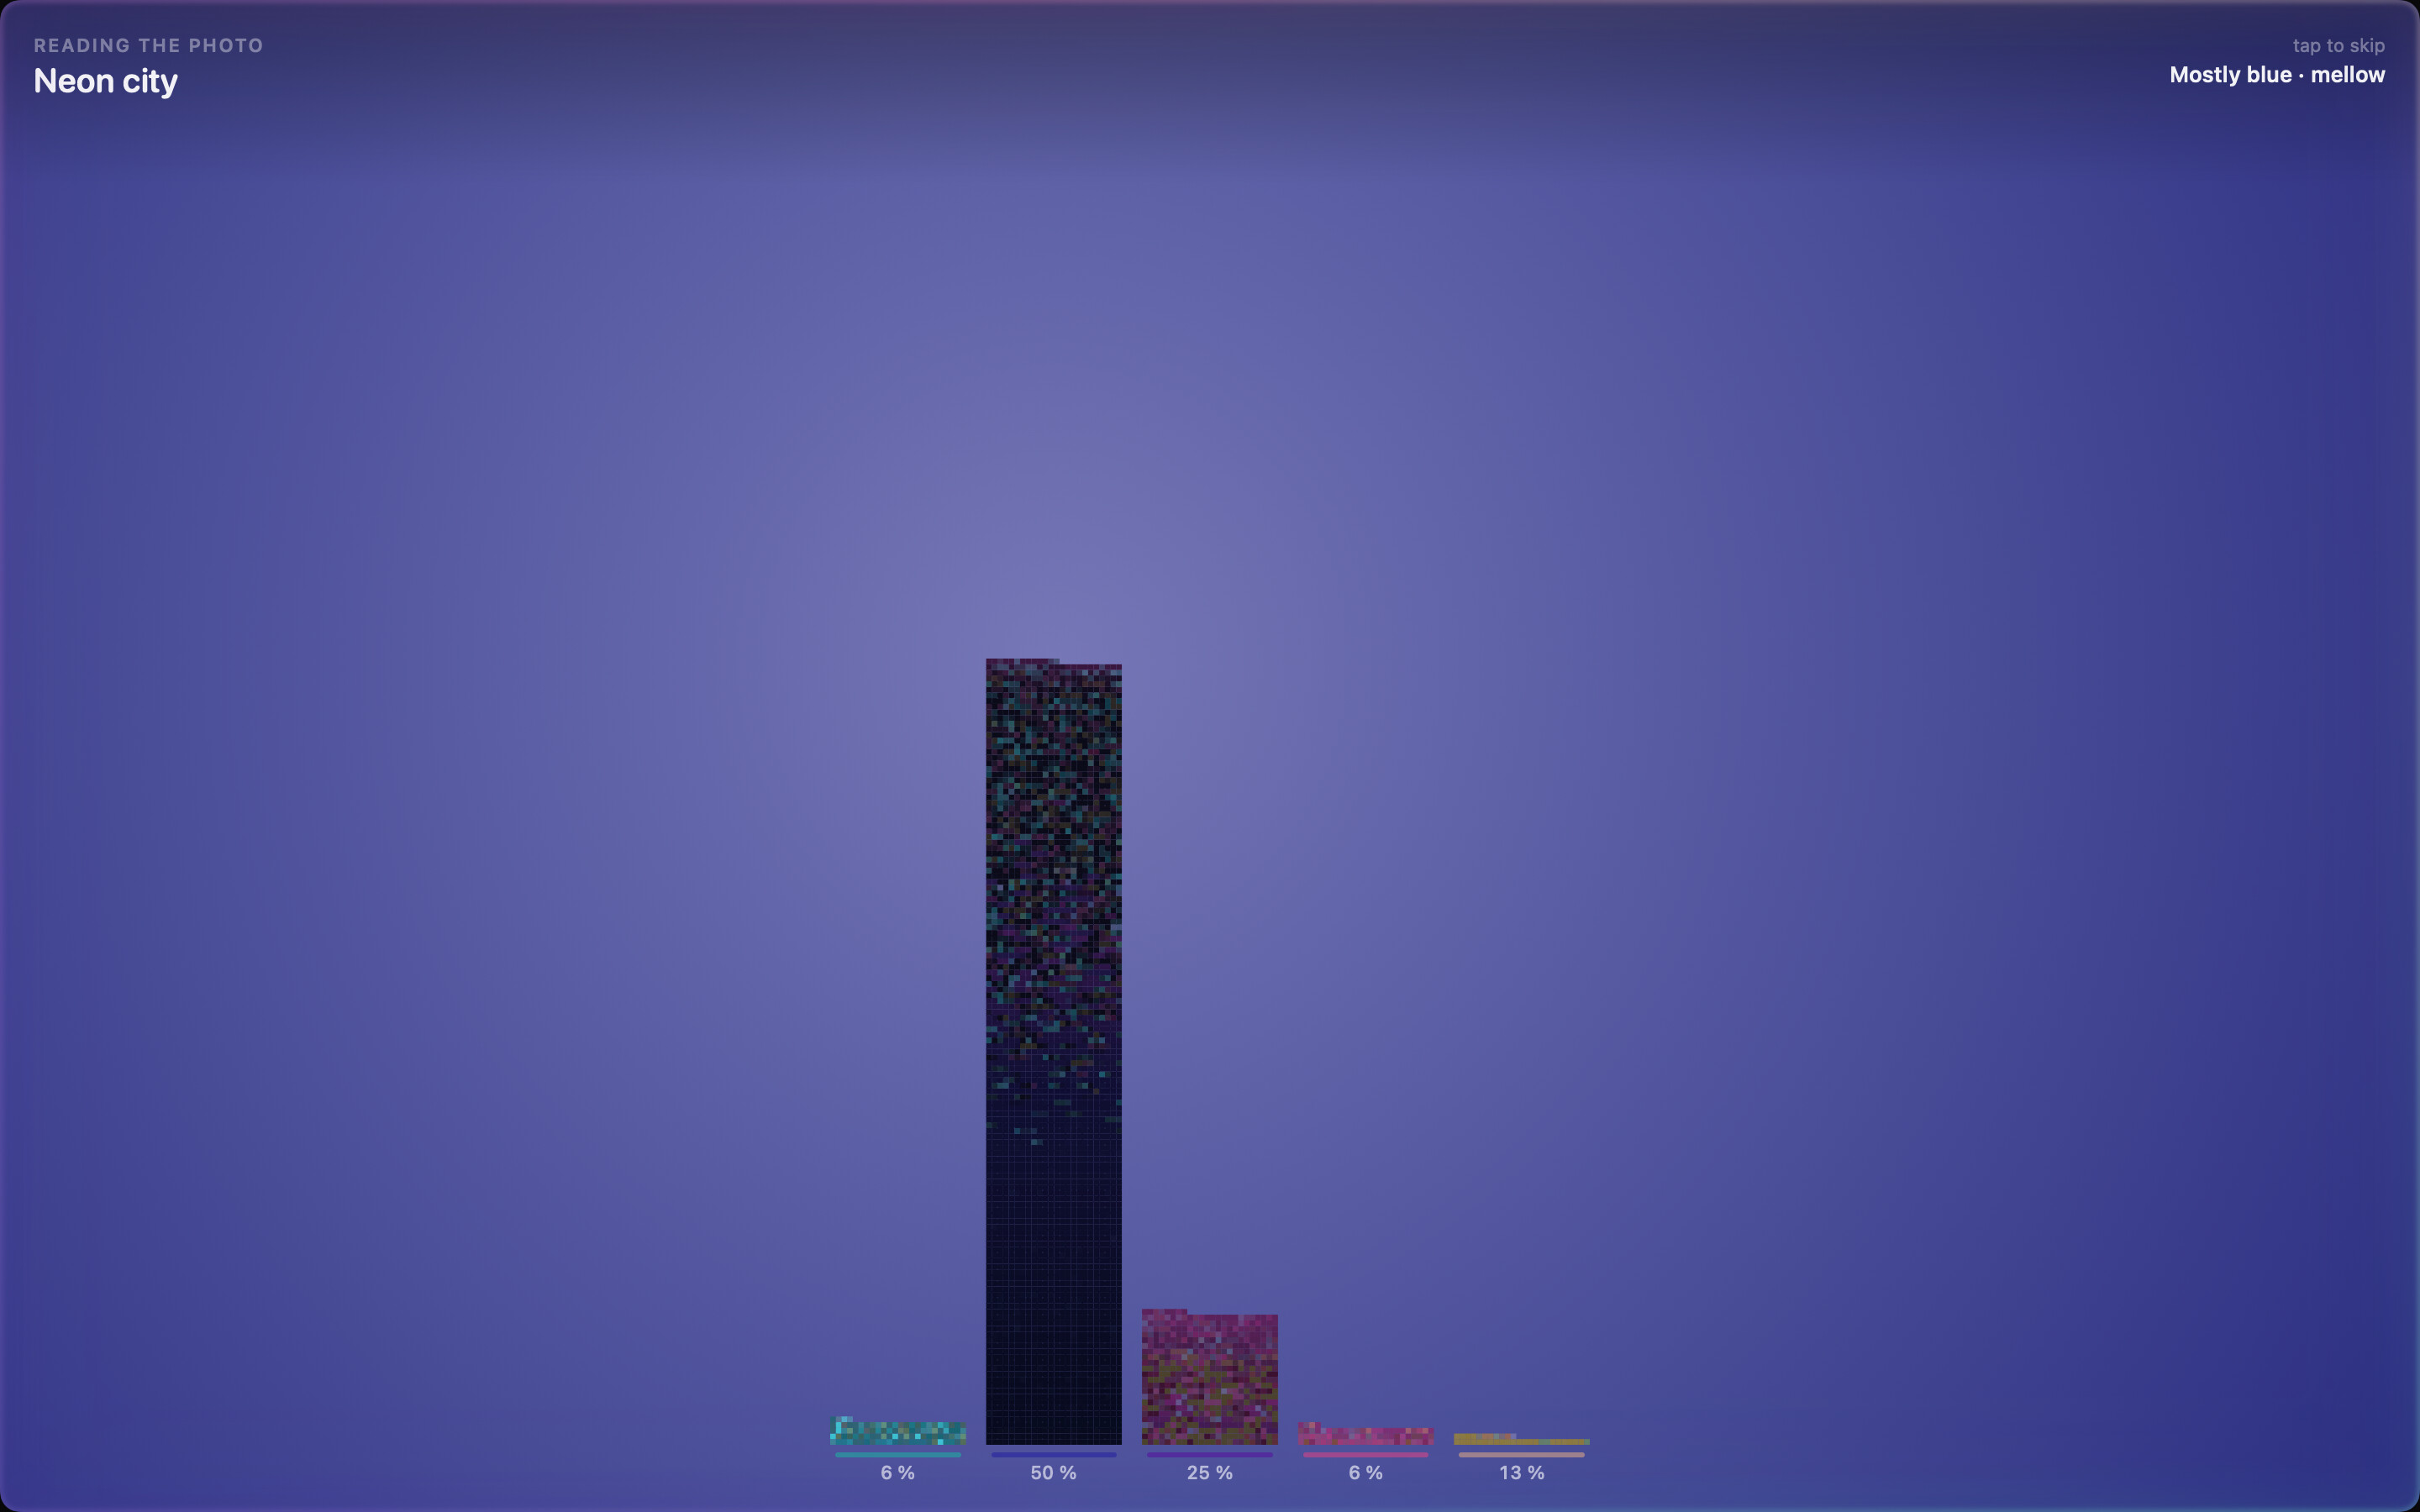 READING THE PHOTO
Neon city
tap to skip
Mostly blue · mellow
6 %
50 %
25 %
6 %
13 %